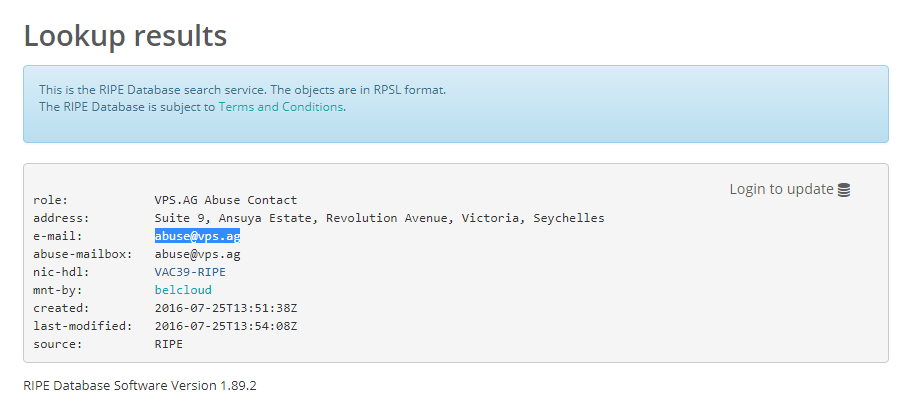 Lookup results
This is the RIPE Database search service. The objects are in RPSL format.
The RIPE Database is subject to Terms and Conditions.
Login to update
role: VPS.AG Abuse Contact
address: Suite 9, Ansuya Estate, Revolution Avenue, Victoria, Seychelles
e-mail: abuse@vps.ag
abuse-mailbox: abuse@vps.ag
nic-hdl: VAC39-RIPE
mnt-by: belcloud
created: 2016-07-25T13:51:38Z
last-modified: 2016-07-25T13:54:08Z
source: RIPE
RIPE Database Software Version 1.89.2